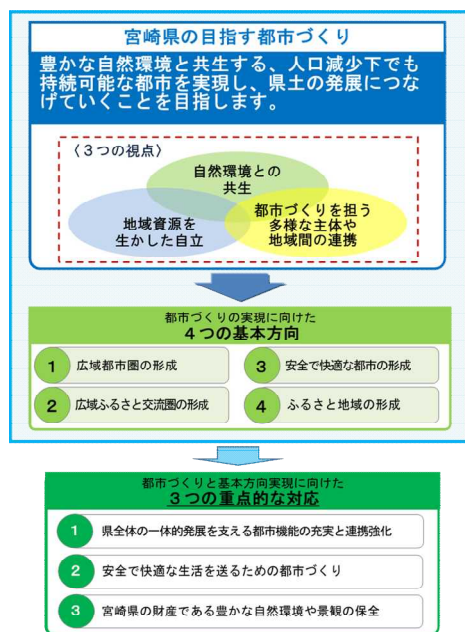 宮崎県の目指す都市づくり
豊かな自然環境と共生する、人口減少下でも
持続可能な都市を実現し、県土の発展につな
げていくことを目指します。
〈３つの視点〉
自然環境との
共生
地域資源を
生かした自立
都市づくりを担う
多様な主体や
地域間の連携
都市づくりの実現に向けた
４つの基本方向
1 広域都市圏の形成
2 広域ふるさと交流圏の形成
3 安全で快適な都市の形成
4 ふるさと地域の形成
都市づくりと基本方向実現に向けた
３つの重点的な対応
1 県全体の一体的発展を支える都市機能の充実と連携強化
2 安全で快適な生活を送るための都市づくり
3 宮崎県の財産である豊かな自然環境や景観の保全